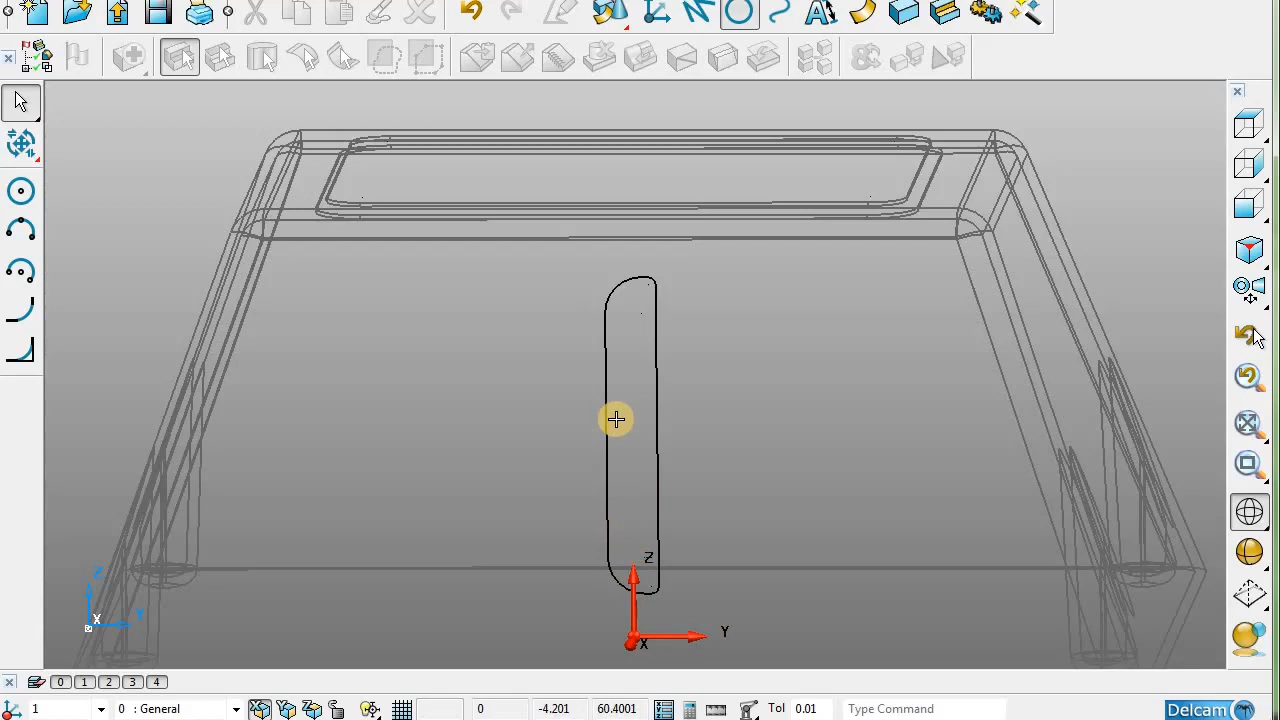 Z
Y
X
Z
Y
X
0 1 2 3 4
1 0 : General 0 -4.201 60.4001 Tol 0.01 Type Command Delcam